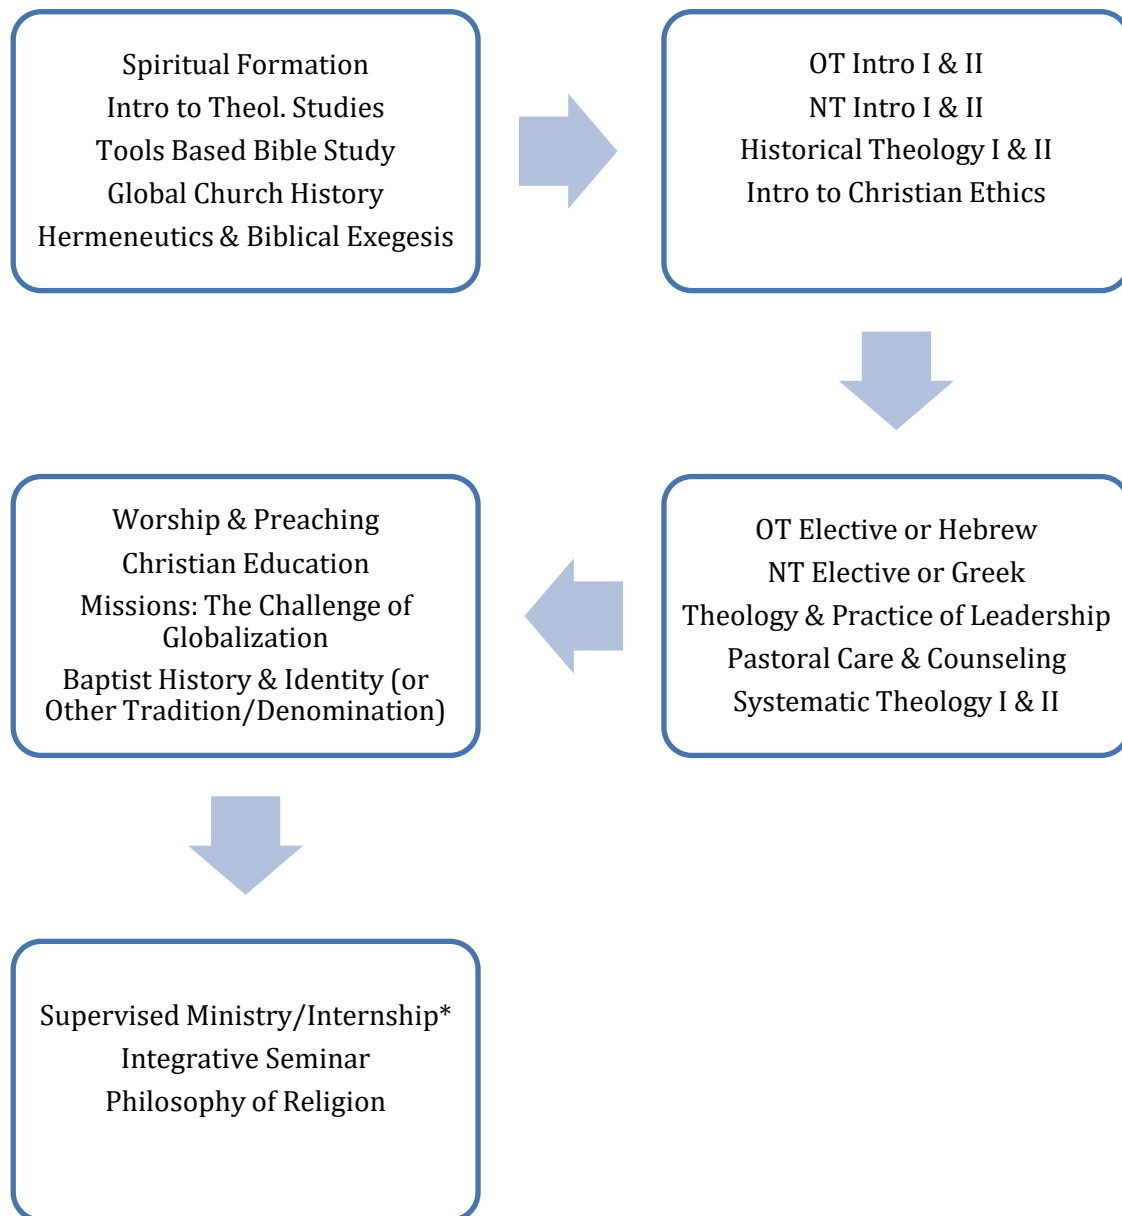 Spiritual Formation
Intro to Theol. Studies
Tools Based Bible Study
Global Church History
Hermeneutics & Biblical Exegesis
OT Intro I & II
NT Intro I & II
Historical Theology I & II
Intro to Christian Ethics
OT Elective or Hebrew
NT Elective or Greek
Theology & Practice of Leadership
Pastoral Care & Counseling
Systematic Theology I & II
Worship & Preaching
Christian Education
Missions: The Challenge of
Globalization
Baptist History & Identity (or
Other Tradition/Denomination)
Supervised Ministry/Internship*
Integrative Seminar
Philosophy of Religion